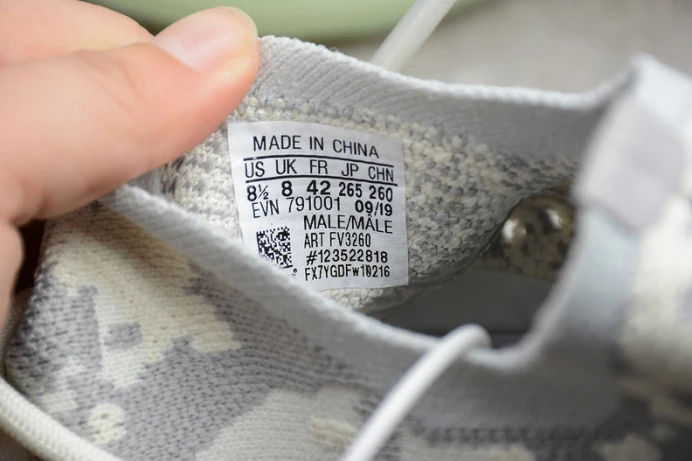 MADE IN CHINA
US UK FR JP CHN
8½ 8 42 265 260
EVN 791001 09/19
MALE/MÂLE
ART FV3260
#123522818
FX7YGDFw16216